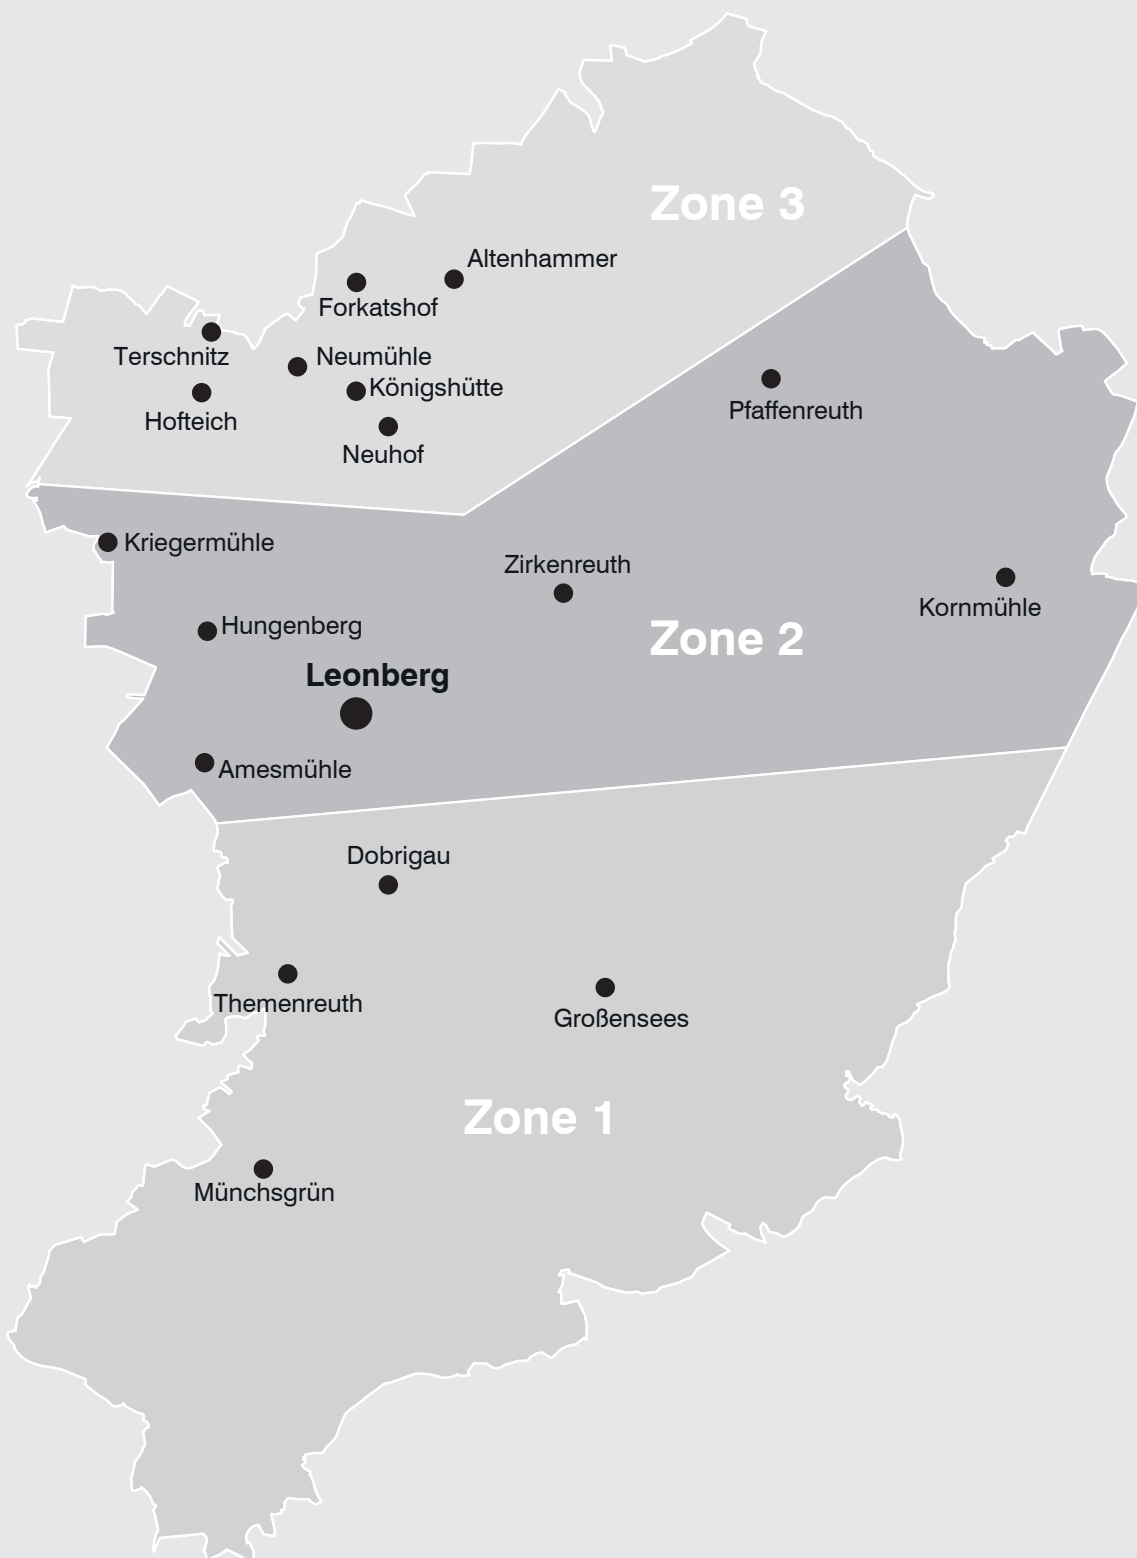 Zone 3
Altenhammer
Forkatshof
Terschnitz
Neumühle
Königshütte
Hofteich
Neuhof
Pfaffenreuth
Kriegermühle
Zirkenreuth
Kornmühle
Hungenberg
Zone 2
Leonberg
Amesmühle
Dobrigau
Themenreuth
Großensees
Zone 1
Münchsgrün